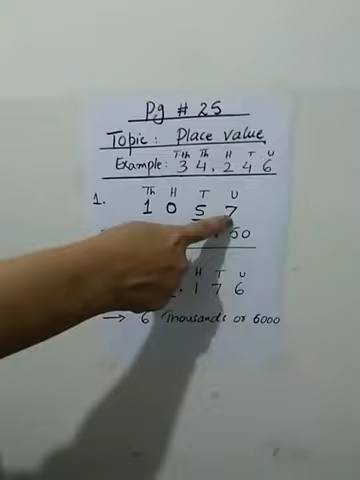 Pg # 25
Topic: Place Value
T th Th H T U
Example: 3 4, 2 4 6
Th H T U
1. 1 0 5 7
50
H T U
1 7 6
→ 6 Thousands or 6000